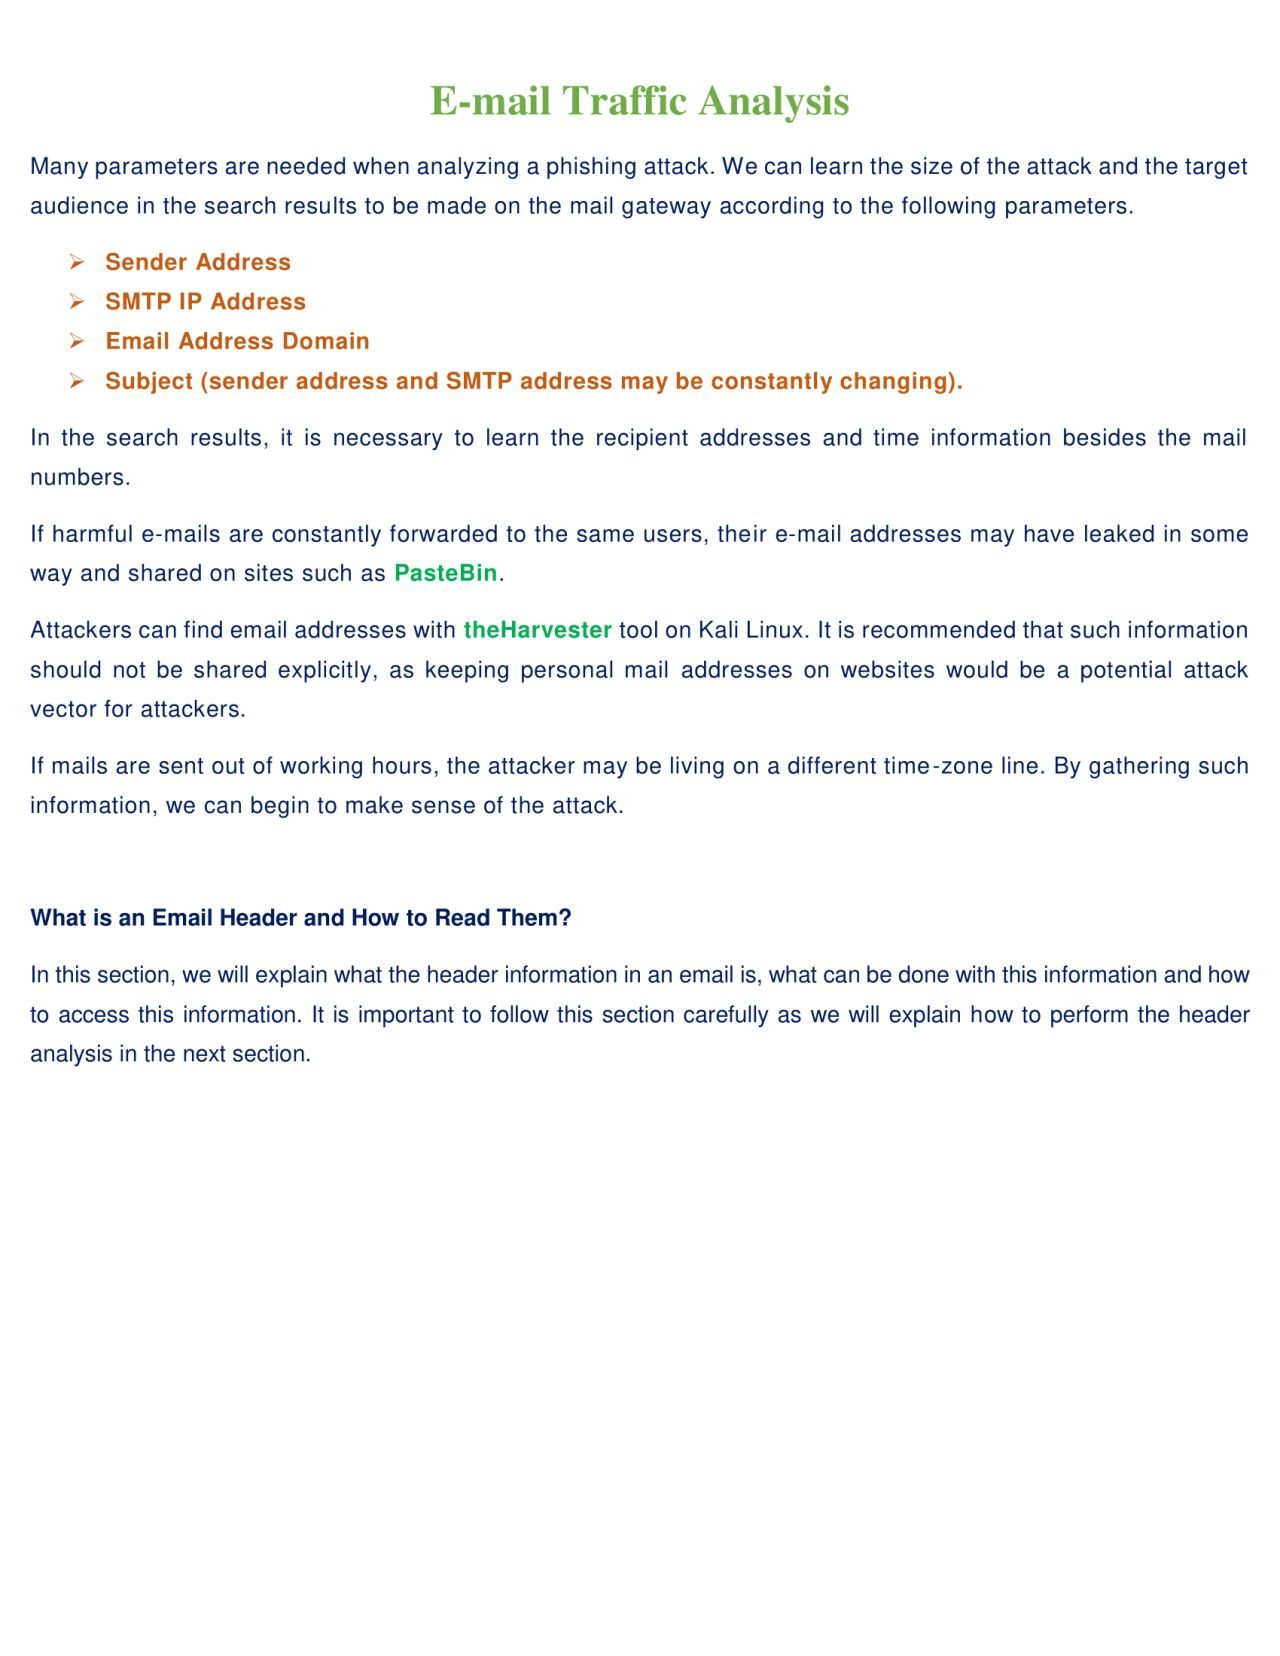 E-mail Traffic Analysis
Many parameters are needed when analyzing a phishing attack. We can learn the size of the attack and the target
audience in the search results to be made on the mail gateway according to the following parameters.
➢ Sender Address
➢ SMTP IP Address
➢ Email Address Domain
➢ Subject (sender address and SMTP address may be constantly changing).
In the search results, it is necessary to learn the recipient addresses and time information besides the mail
numbers.
If harmful e-mails are constantly forwarded to the same users, their e-mail addresses may have leaked in some
way and shared on sites such as PasteBin.
Attackers can find email addresses with theHarvester tool on Kali Linux. It is recommended that such information
should not be shared explicitly, as keeping personal mail addresses on websites would be a potential attack
vector for attackers.
If mails are sent out of working hours, the attacker may be living on a different time-zone line. By gathering such
information, we can begin to make sense of the attack.
What is an Email Header and How to Read Them?
In this section, we will explain what the header information in an email is, what can be done with this information and how
to access this information. It is important to follow this section carefully as we will explain how to perform the header
analysis in the next section.